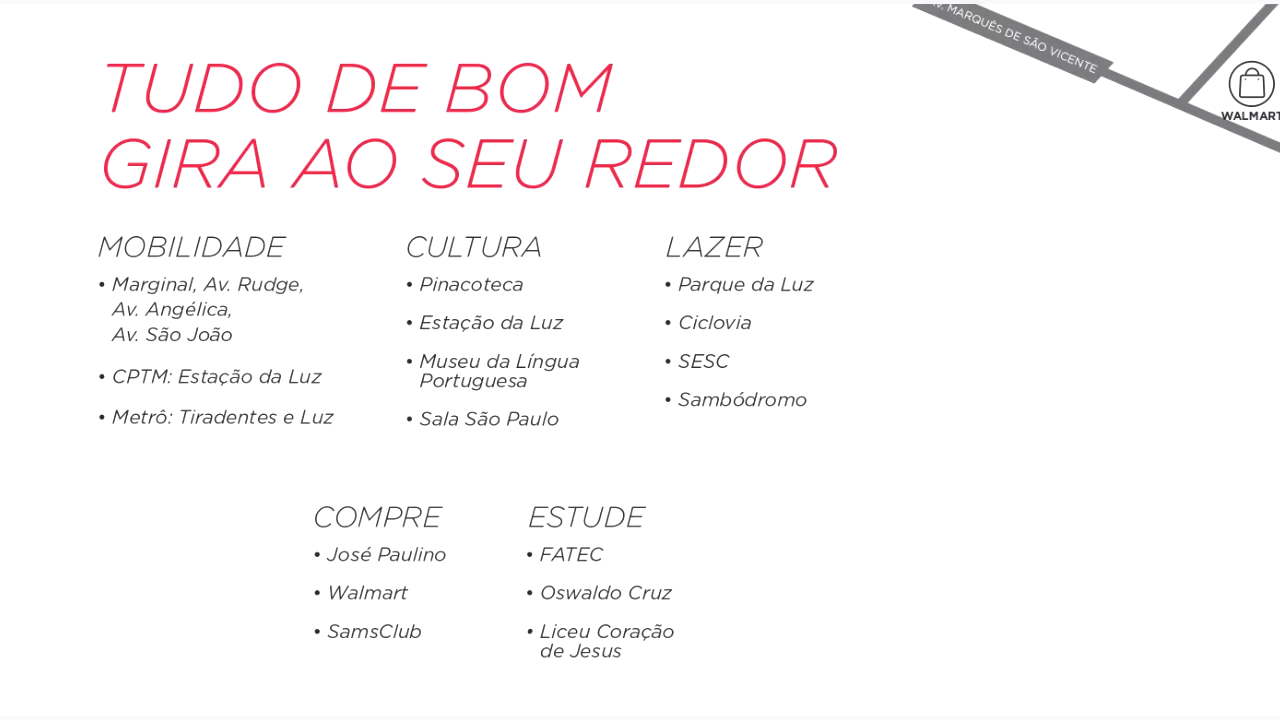 AV. MARQUÊS DE SÃO VICENTE
WALMART
TUDO DE BOM
GIRA AO SEU REDOR
MOBILIDADE
• Marginal, Av. Rudge,
Av. Angélica,
Av. São João
• CPTM: Estação da Luz
• Metrô: Tiradentes e Luz
CULTURA
• Pinacoteca
• Estação da Luz
• Museu da Língua
Portuguesa
• Sala São Paulo
LAZER
• Parque da Luz
• Ciclovia
• SESC
• Sambódromo
COMPRE
• José Paulino
• Walmart
• SamsClub
ESTUDE
• FATEC
• Oswaldo Cruz
• Liceu Coração
de Jesus